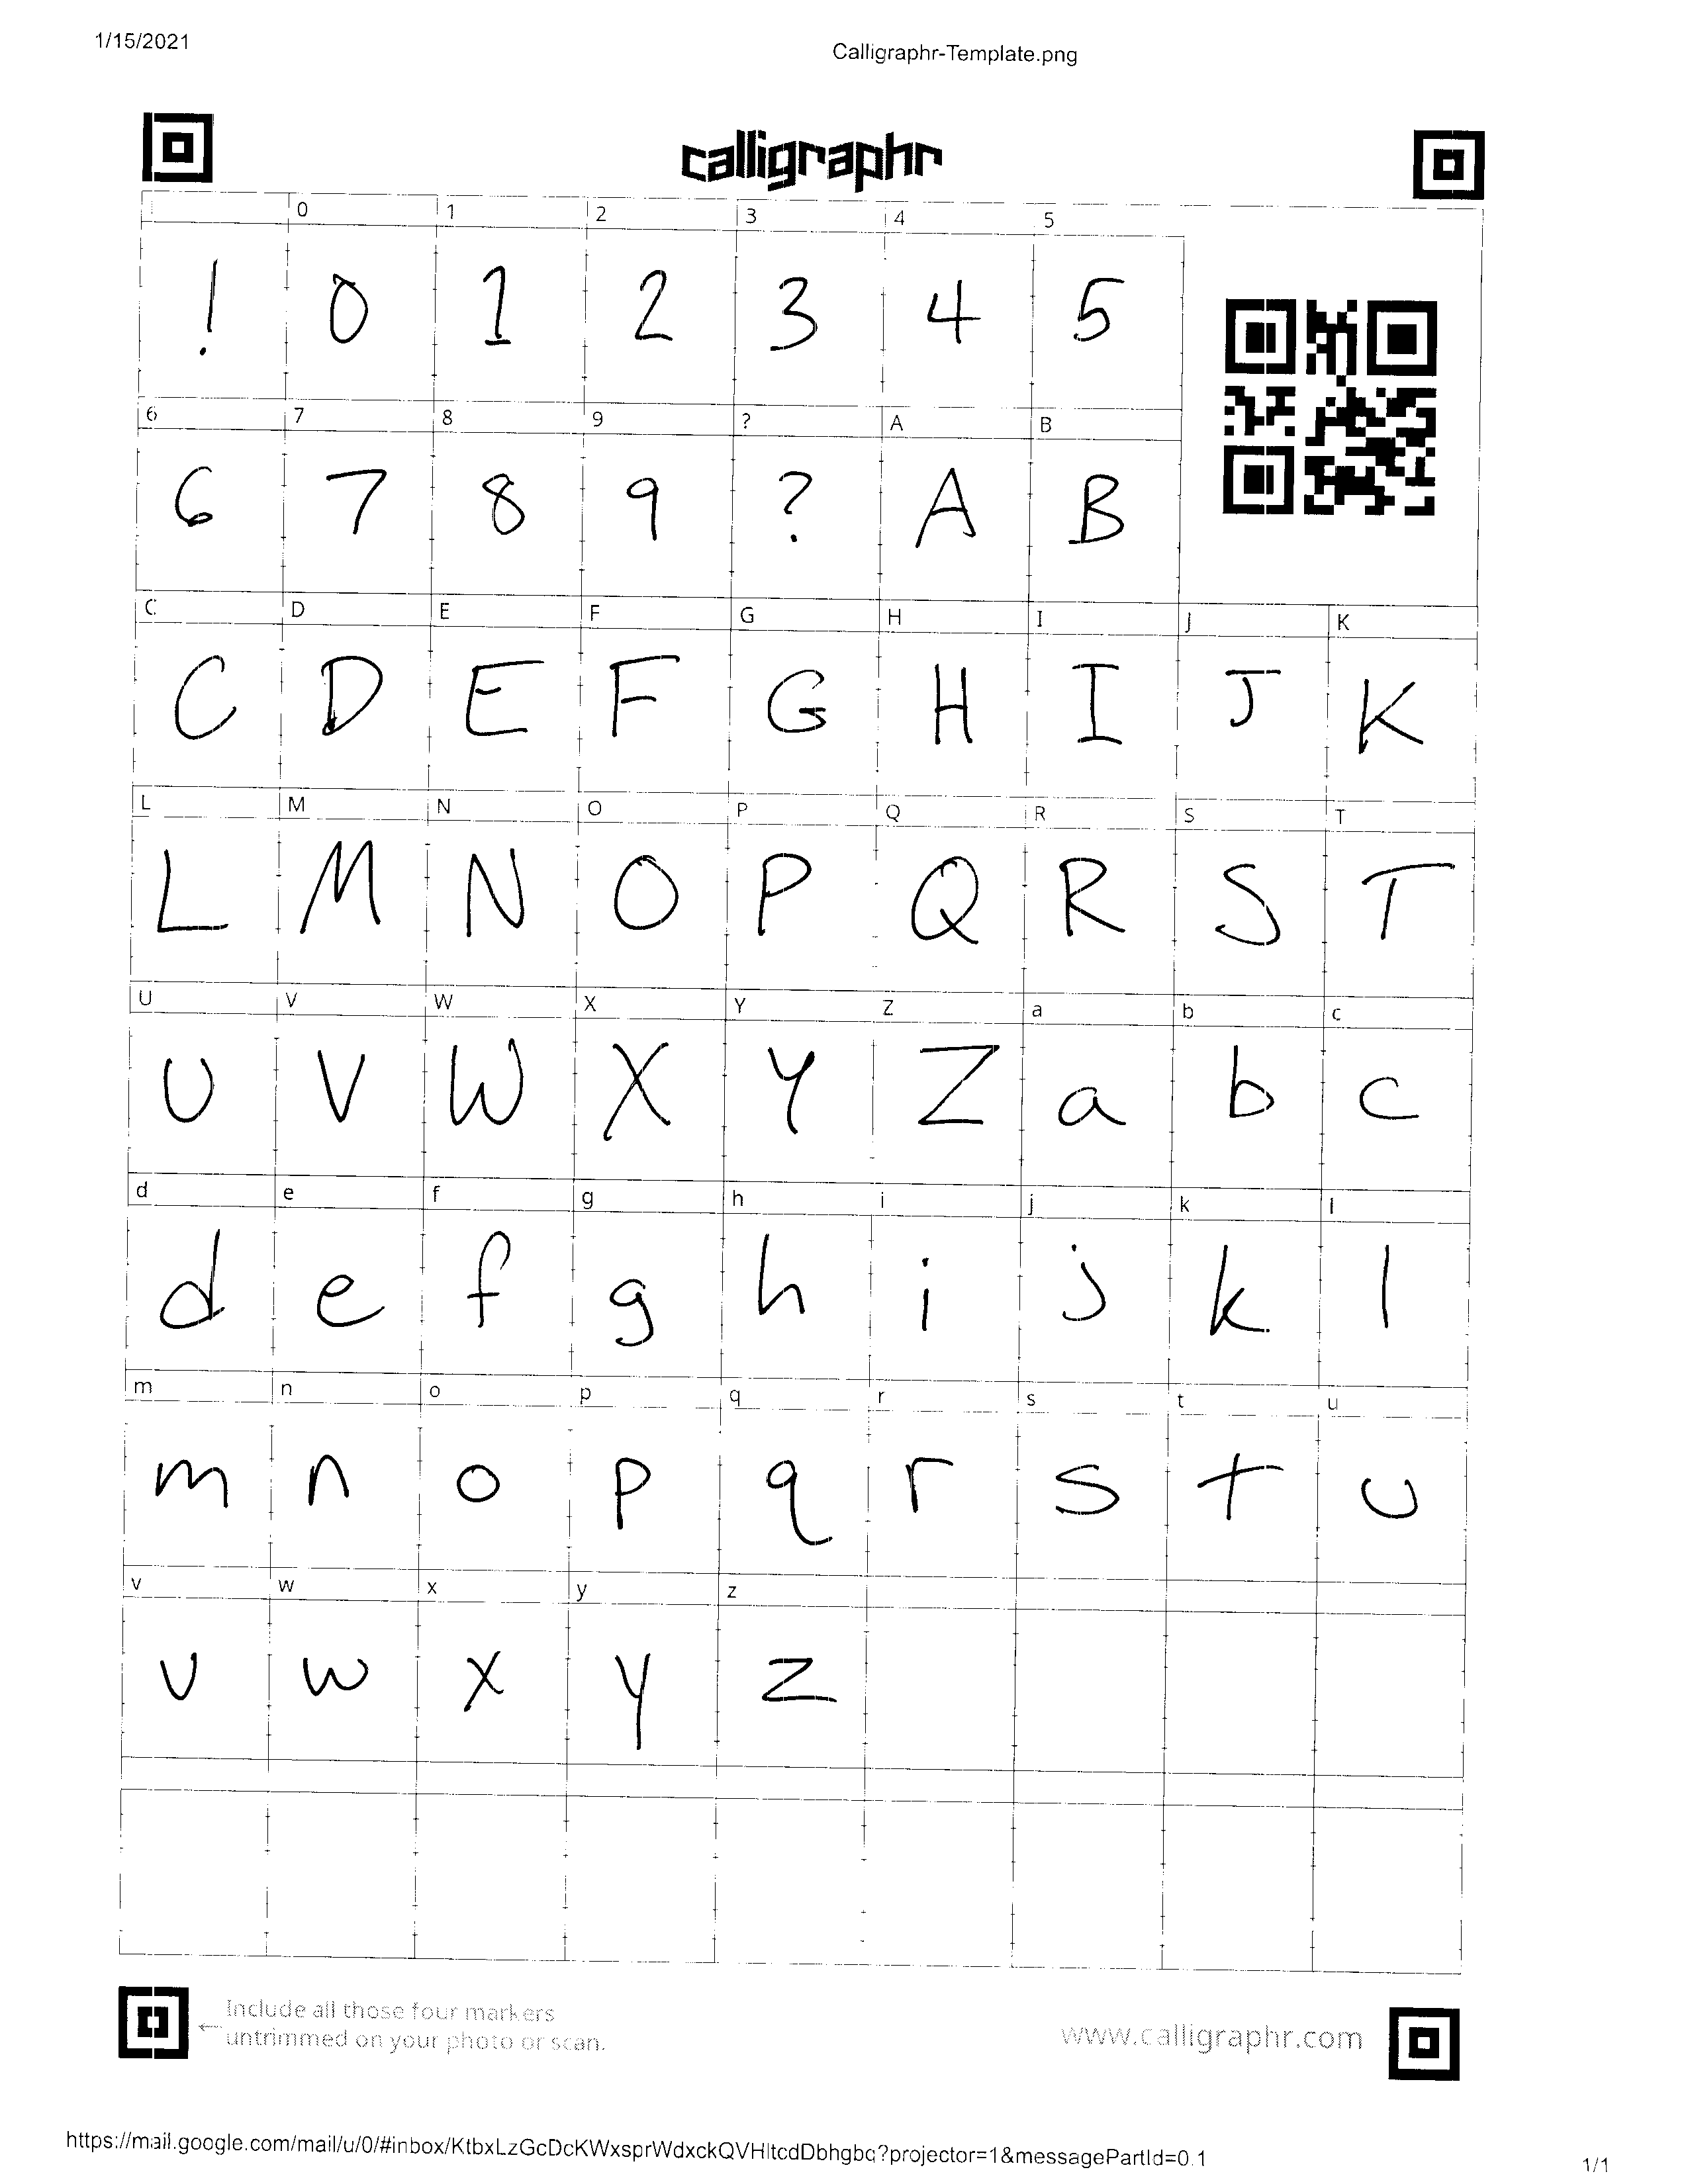 1/15/2021
Calligraphr-Template.png
calligraphr
0 1 2 3 4 5
! 0 1 2 3 4 5
6 7 8 9 ? A B
6 7 8 9 ? A B
C D E F G H I J K
C D E F G H I J K
L M N O P Q R S T
L M N O P Q R S T
U V W X Y Z a b c
U V W X Y Z a b c
d e f g h i j k l
d e f g h i j k l
m n o p q r s t u
m n o p q r s t u
v w x y z
v w x y z
← Include all those four markers
untrimmed on your photo or scan.
www.calligraphr.com
https://mail.google.com/mail/u/0/#inbox/KtbxLzGcDcKWxsprWdxckQVHltcdDbhgbq?projector=1&messagePartId=0.1
1/1